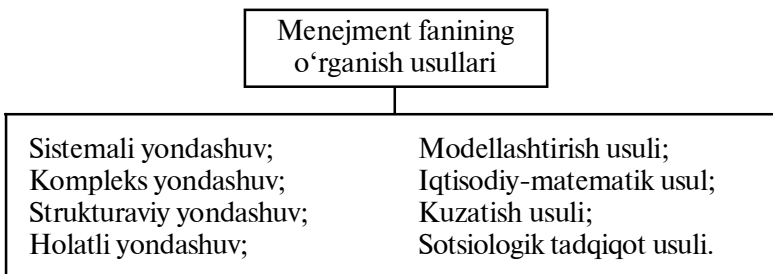 Menejment fanining
o‘rganish usullari
Sistemali yondashuv;
Kompleks yondashuv;
Strukturaviy yondashuv;
Holatli yondashuv;
Modellashtirish usuli;
Iqtisodiy-matematik usul;
Kuzatish usuli;
Sotsiologik tadqiqot usuli.